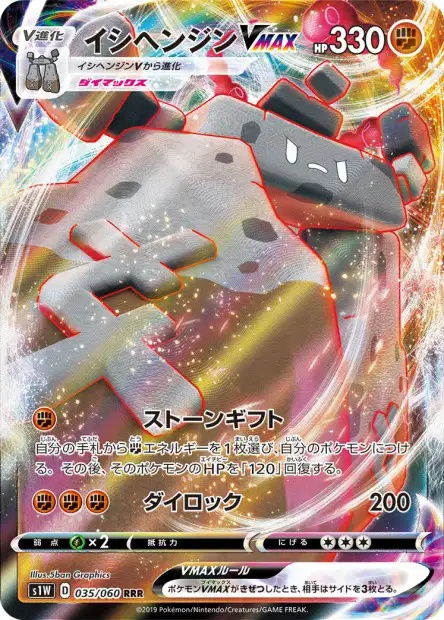 V進化
イシヘンジンVMAX
HP 330
イシヘンジンVから進化
ダイマックス
ストーンギフト
自分の手札からエネルギーを1枚選び、自分のポケモンにつけ
る。その後、そのポケモンのHPを「120」回復する。
ダイロック 200
弱点 ×2 抵抗力 にげる
Illus.5ban Graphics
s1W D 035/060 RRR
VMAXルール
ポケモンVMAXがきぜつしたとき、相手はサイドを3枚とる。
©2019 Pokémon/Nintendo/Creatures/GAME FREAK.